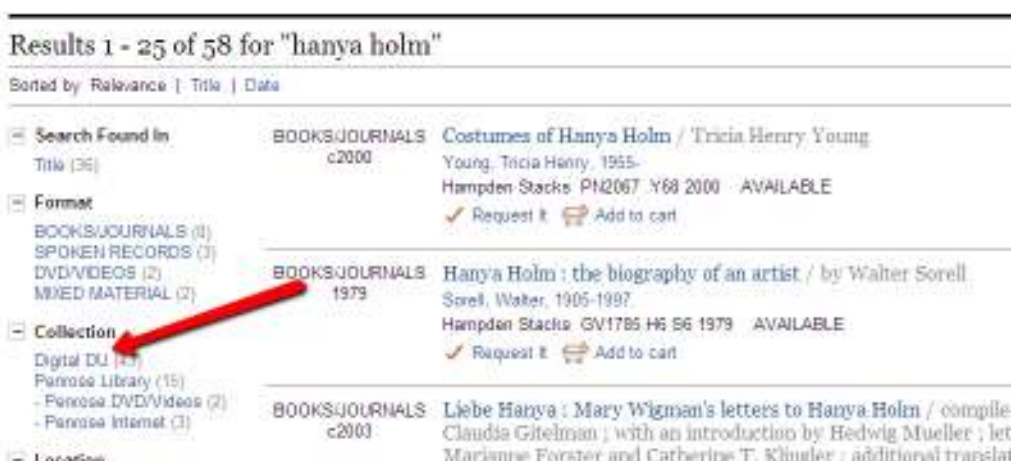 Results 1 - 25 of 58 for "hanya holm"
Sorted by Relevance | Title | Date
Search Found In
Title (36)
Format
BOOKS/JOURNALS (8)
SPOKEN RECORDS (3)
DVD/VIDEOS (2)
MIXED MATERIAL (2)
Collection
Digital DU
Penrose Library (15)
- Penrose DVD/Videos (2)
- Penrose Internet (3)
Location
BOOKS/JOURNALS
c2000
Costumes of Hanya Holm / Tricia Henry Young
Young, Tricia Henry, 1955-
Hampden Stacks PN2067 .Y68 2000 AVAILABLE
Request It Add to cart
BOOKS/JOURNALS
1979
Hanya Holm : the biography of an artist / by Walter Sorell
Sorell, Walter, 1905-1997.
Hampden Stacks GV1785.H6 S6 1979 AVAILABLE
Request It Add to cart
BOOKS/JOURNALS
c2003
Liebe Hanya : Mary Wigman's letters to Hanya Holm / compile
Claudia Gitelman ; with an introduction by Hedwig Mueller ; let
Marianne Forster and Catherine T. Klingler ; additional translat